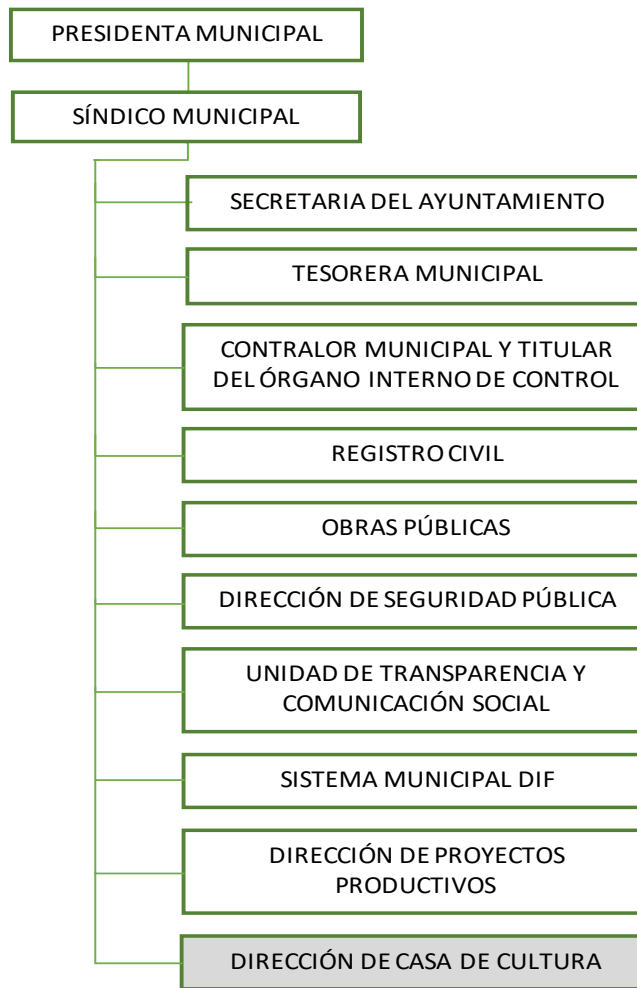 PRESIDENTA MUNICIPAL
SÍNDICO MUNICIPAL
SECRETARIA DEL AYUNTAMIENTO
TESORERA MUNICIPAL
CONTRALOR MUNICIPAL Y TITULAR
DEL ÓRGANO INTERNO DE CONTROL
REGISTRO CIVIL
OBRAS PÚBLICAS
DIRECCIÓN DE SEGURIDAD PÚBLICA
UNIDAD DE TRANSPARENCIA Y
COMUNICACIÓN SOCIAL
SISTEMA MUNICIPAL DIF
DIRECCIÓN DE PROYECTOS
PRODUCTIVOS
DIRECCIÓN DE CASA DE CULTURA